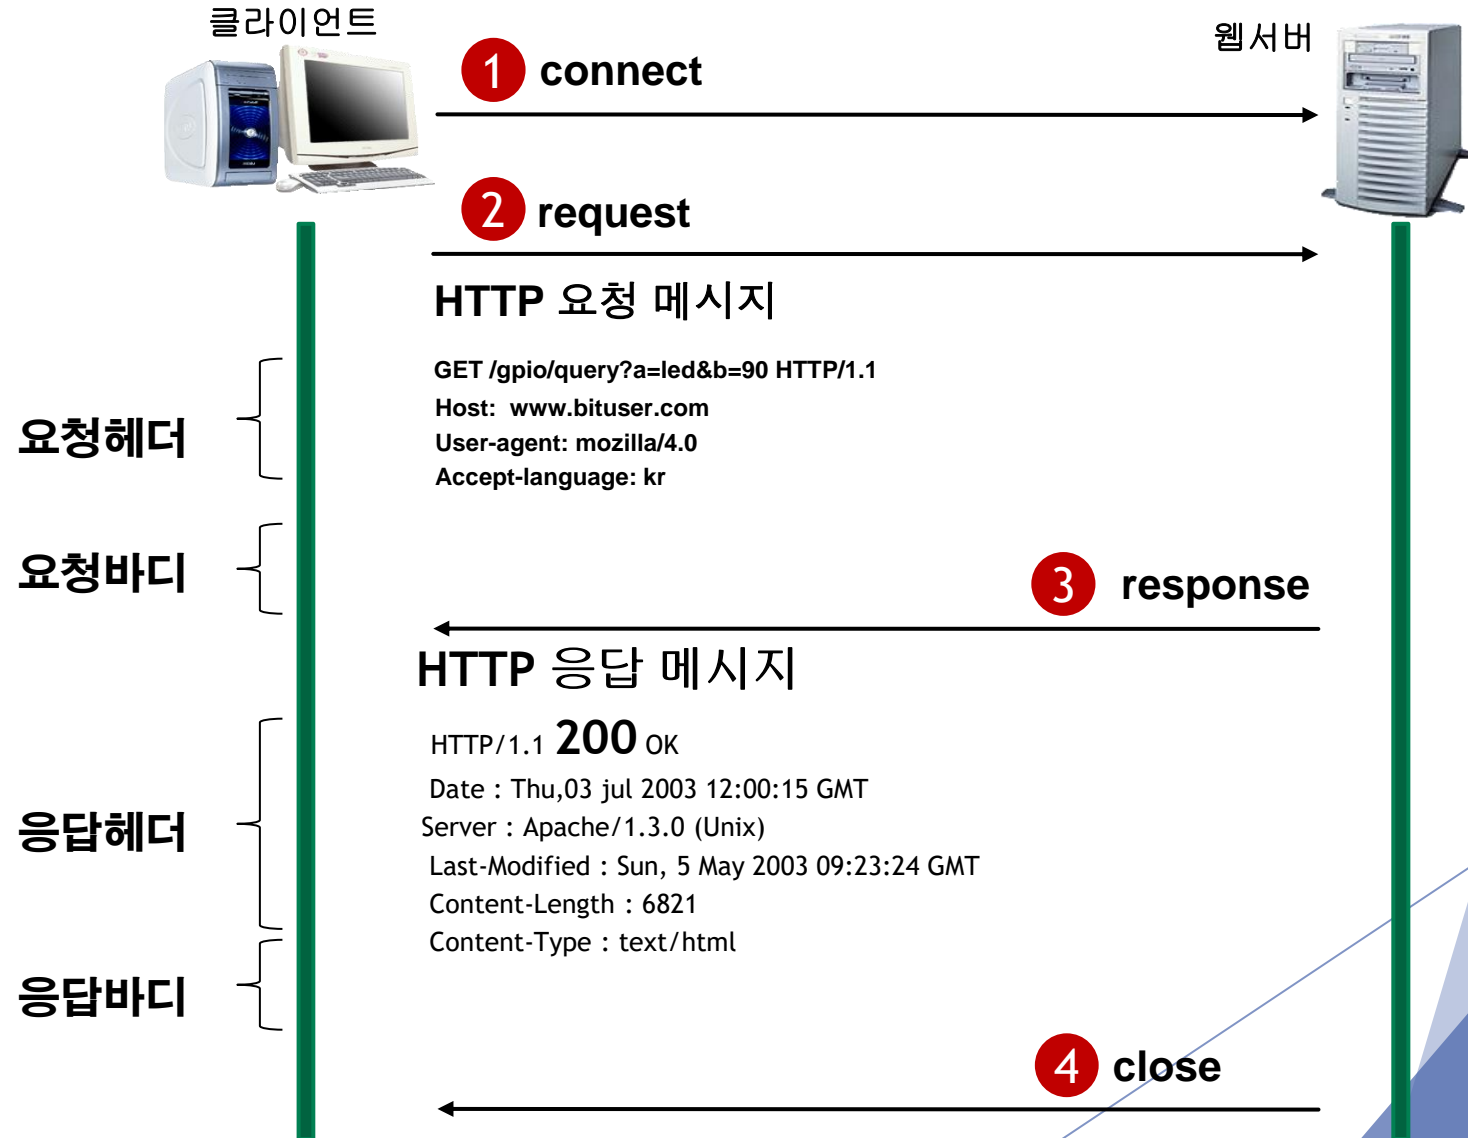 클라이언트
웹서버
1 connect
2 request
HTTP 요청 메시지
요청헤더
GET /gpio/query?a=led&b=90 HTTP/1.1
Host: www.bituser.com
User-agent: mozilla/4.0
Accept-language: kr
요청바디
3 response
HTTP 응답 메시지
응답헤더
HTTP/1.1 200 OK
Date : Thu,03 jul 2003 12:00:15 GMT
Server : Apache/1.3.0 (Unix)
Last-Modified : Sun, 5 May 2003 09:23:24 GMT
Content-Length : 6821
Content-Type : text/html
응답바디
4 close